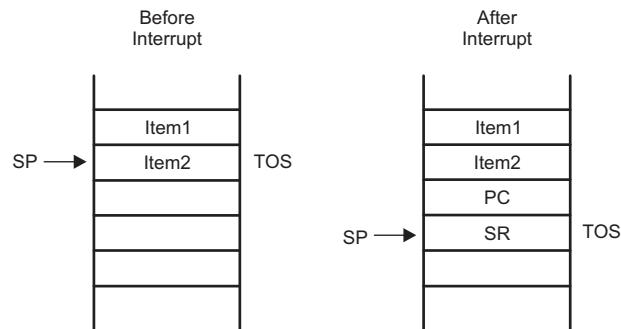 Before
Interrupt
After
Interrupt
Item1
Item1
SP
Item2
TOS
Item2
PC
SP
SR
TOS